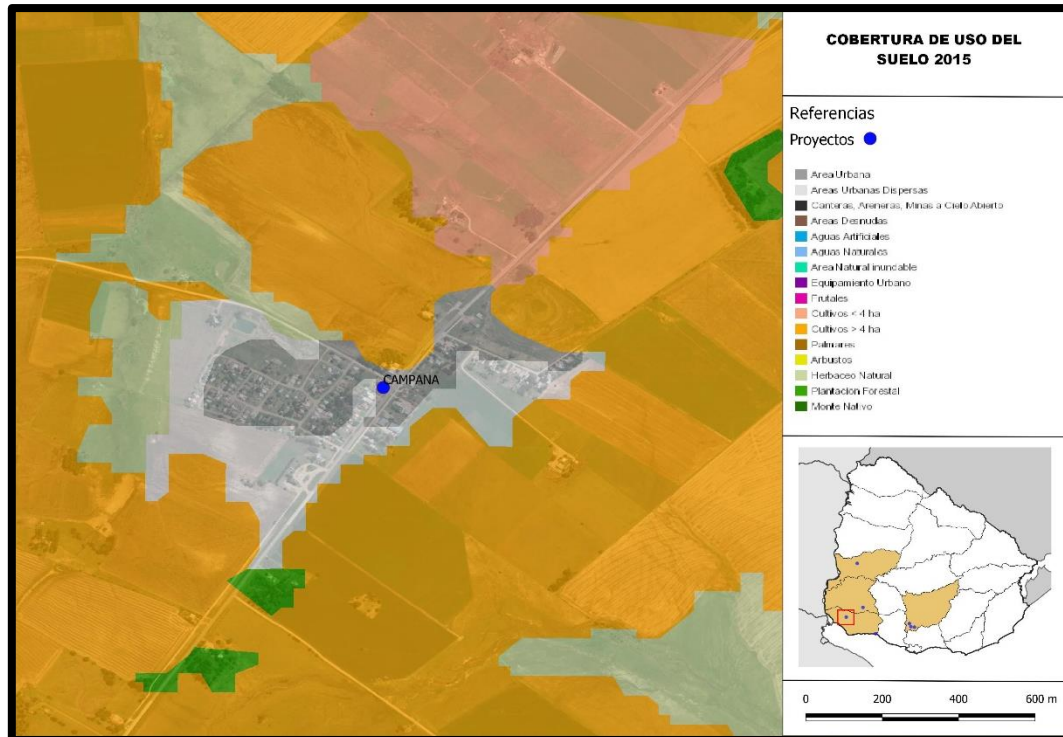 COBERTURA DE USO DEL
SUELO 2015
Referencias
Proyectos
Area Urbana
Areas Urbanas Dispersas
Canteras, Areneras, Minas a Cielo Abierto
Areas Desnudas
Aguas Artificiales
Aguas Naturales
Area Natural inundable
Equipamiento Urbano
Frutales
Cultivos < 4 ha
Cultivos > 4 ha
Palmares
Arbustos
Herbaceo Natural
Plantacion Forestal
Monte Nativo
CAMPANA
0 200 400 600 m